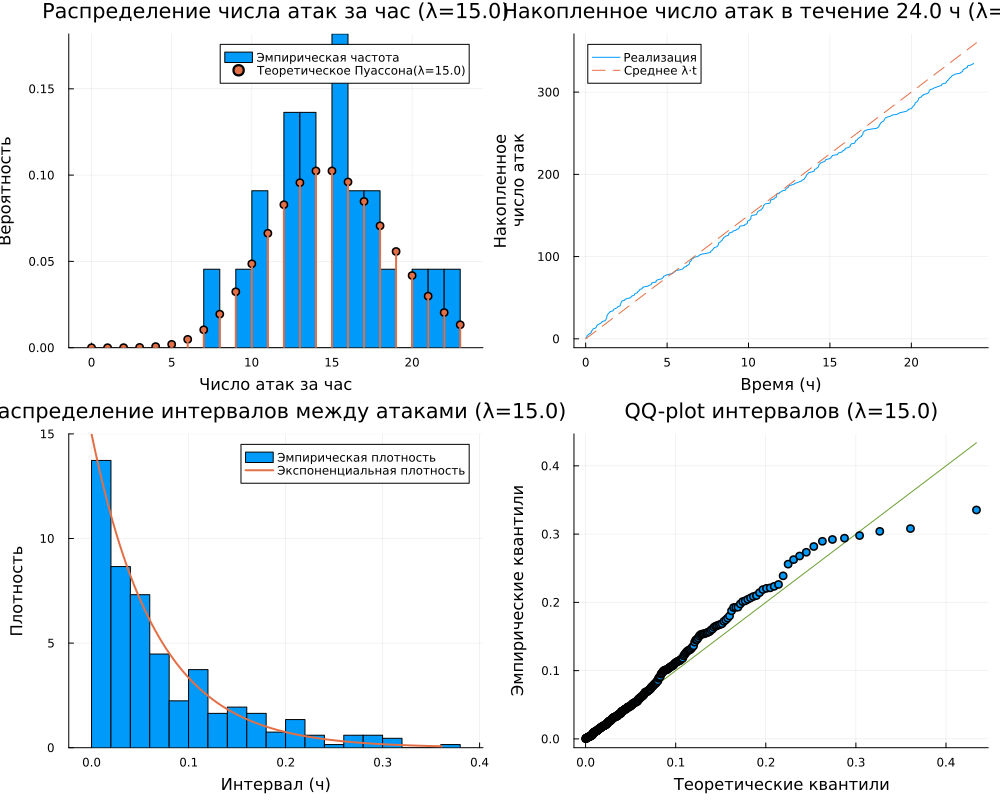 Распределение числа атак за час (λ=15.0)
Эмпирическая частота
Теоретическое Пуассона(λ=15.0)
Вероятность
0.15
0.10
0.05
0.00
0 5 10 15 20
Число атак за час
Накопленное число атак в течение 24.0 ч (λ=
Реализация
Среднее λ·t
Накопленное
число атак
300
200
100
0
0 5 10 15 20
Время (ч)
аспределение интервалов между атаками (λ=15.0)
Эмпирическая плотность
Экспоненциальная плотность
Плотность
15
10
5
0
0.0 0.1 0.2 0.3 0.4
Интервал (ч)
QQ-plot интервалов (λ=15.0)
Эмпирические квантили
0.4
0.3
0.2
0.1
0.0
0.0 0.1 0.2 0.3 0.4
Теоретические квантили